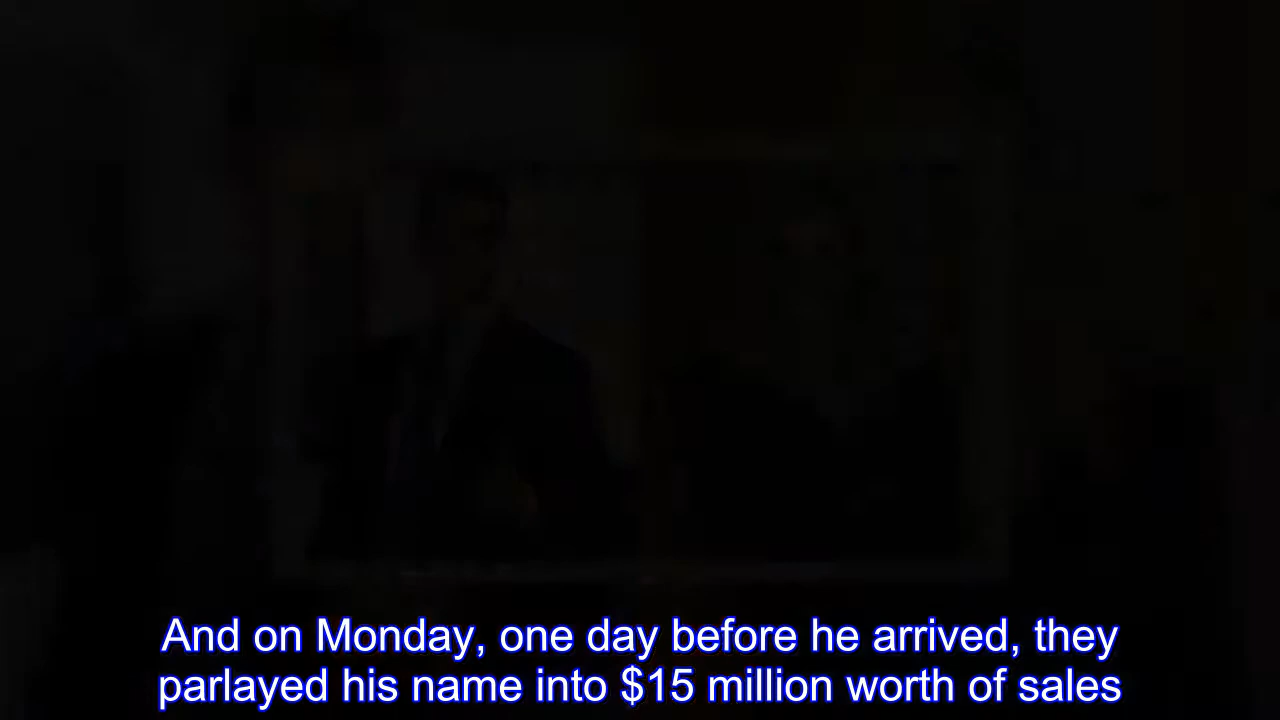 And on Monday, one day before he arrived, they
parlayed his name into $15 million worth of sales